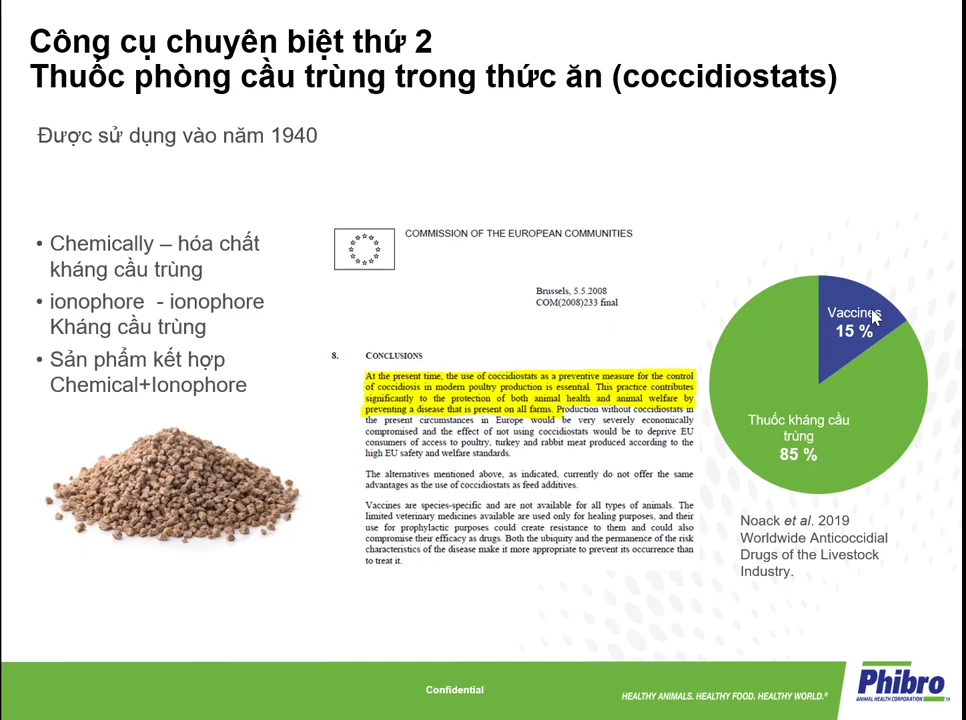 Công cụ chuyên biệt thứ 2
Thuốc phòng cầu trùng trong thức ăn (coccidiostats)
Được sử dụng vào năm 1940
• Chemically – hóa chất
kháng cầu trùng
• ionophore - ionophore
Kháng cầu trùng
• Sản phẩm kết hợp
Chemical+Ionophore
COMMISSION OF THE EUROPEAN COMMUNITIES
Brussels, 5.5.2008
COM(2008)233 final
8. CONCLUSIONS
At the present time, the use of coccidiostats as a preventive measure for the control
of coccidiosis in modern poultry production is essential. This practice contributes
significantly to the protection of both animal health and animal welfare by
preventing a disease that is present on all farms. Production without coccidiostats in
the present circumstances in Europe would be very severely economically
compromised and the effect of not using coccidiostats would be to deprive EU
consumers of access to poultry, turkey and rabbit meat produced according to the
high EU safety and welfare standards.
The alternatives mentioned above, as indicated, currently do not offer the same
advantages as the use of coccidiostats as feed additives.
Vaccines are species-specific and are not available for all types of animals. The
limited veterinary medicines available are used only for healing purposes, and their
use for prophylactic purposes could create resistance to them and could also
compromise their efficacy as drugs. Both the ubiquity and the permanence of the risk
characteristics of the disease make it more appropriate to prevent its occurrence than
to treat it.
Vaccines
15 %
Thuốc kháng cầu
trùng
85 %
Noack et al. 2019
Worldwide Anticoccidial
Drugs of the Livestock
Industry.
Confidential
HEALTHY ANIMALS. HEALTHY FOOD. HEALTHY WORLD.®
Phibro
ANIMAL HEALTH CORPORATION